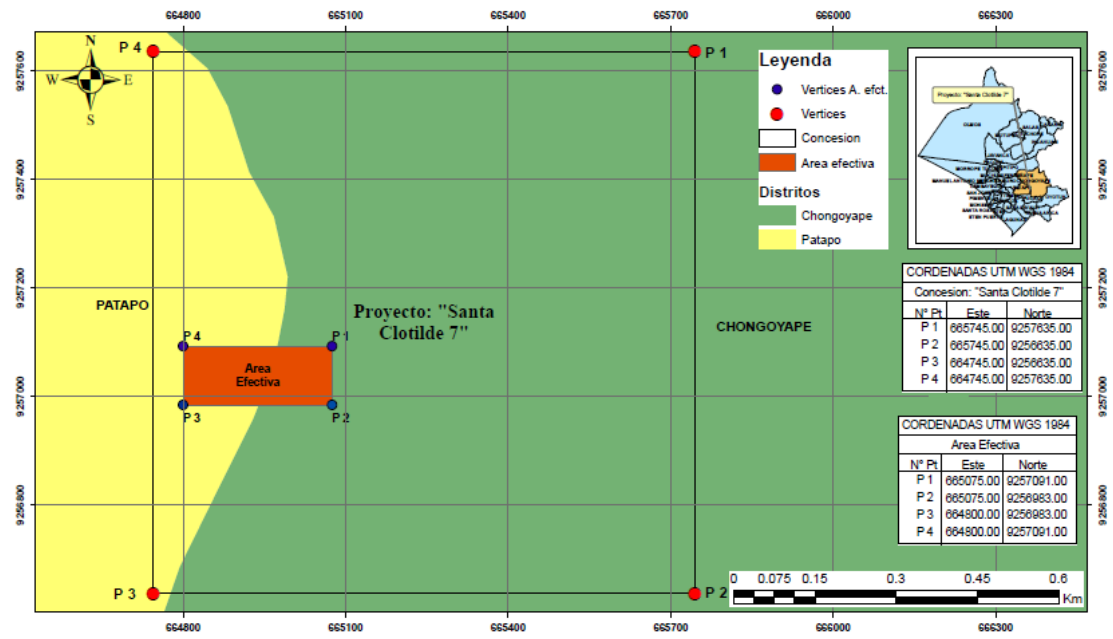 664800 665100 665400 665700 666000 666300
9257600 9257400 9257200 9257000 9256800
P 4
P 1
N
W E
S
PATAPO
Proyecto: "Santa
Clotilde 7"
CHONGOYAPE
P 4
P 1
Area
Efectiva
P 3
P 2
P 3
P 2
Leyenda
Vertices A. efct.
Vertices
Concesion
Area efectiva
Distritos
Chongoyape
Patapo
Proyecto: "Santa Clotilde 7"
CORDENADAS UTM WGS 1984
Concesion: "Santa Clotilde 7"
N° Pt Este Norte
P 1 665745.00 9257635.00
P 2 665745.00 9256635.00
P 3 664745.00 9256635.00
P 4 664745.00 9257635.00
CORDENADAS UTM WGS 1984
Area Efectiva
N° Pt Este Norte
P 1 665075.00 9257091.00
P 2 665075.00 9256983.00
P 3 664800.00 9256983.00
P 4 664800.00 9257091.00
0 0.075 0.15 0.3 0.45 0.6
Km
9257600 9257400 9257200 9257000 9256800
664800 665100 665400 665700 666000 666300